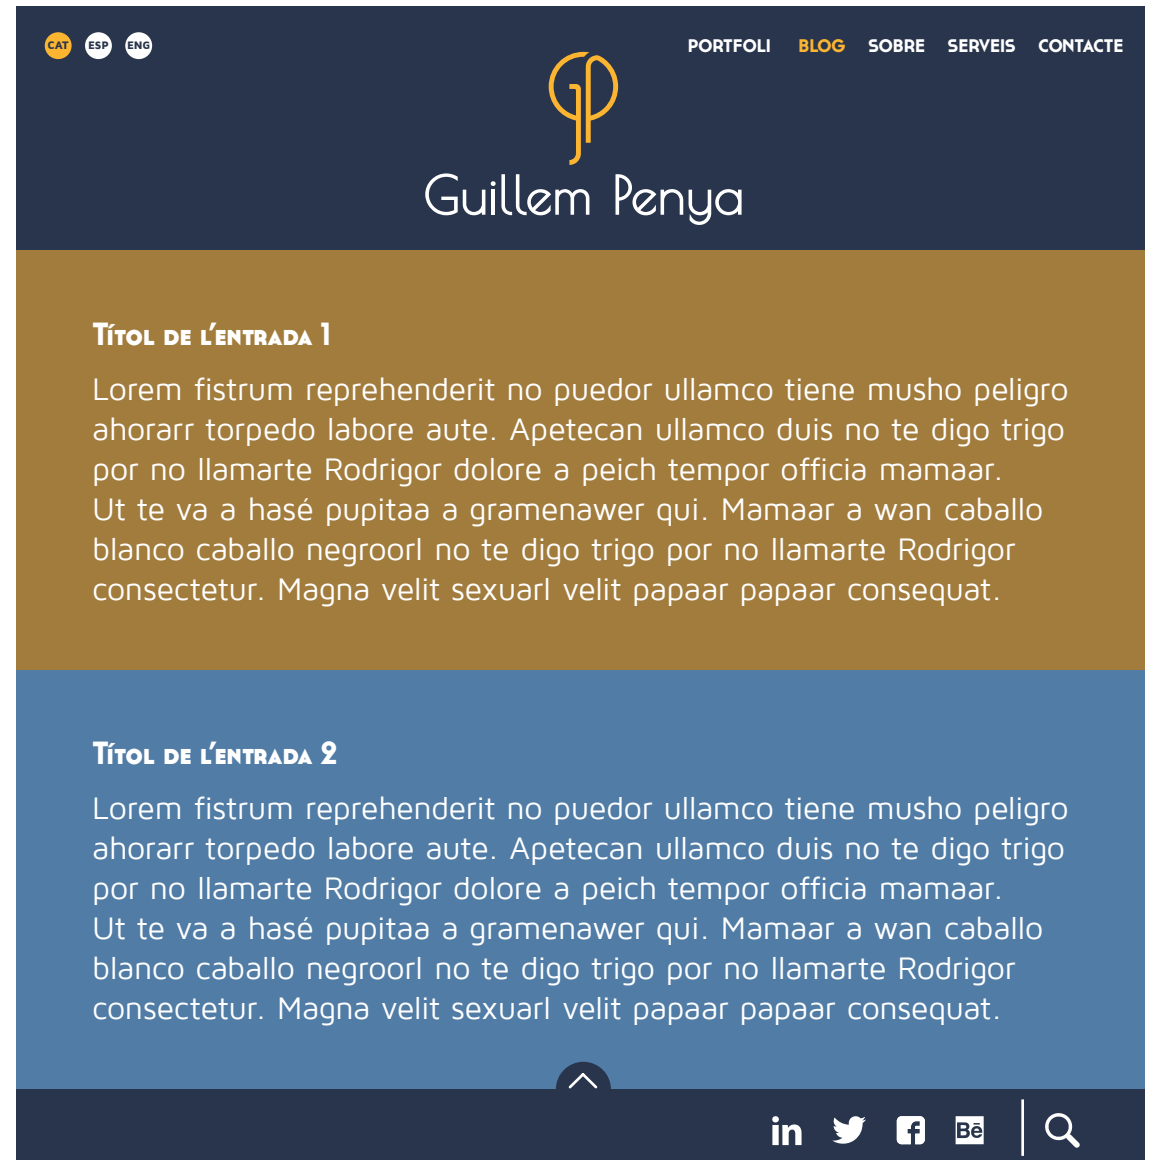 CAT ESP ENG
PORTFOLI BLOG SOBRE SERVEIS CONTACTE
Guillem Penya
Títol de l'entrada 1
Lorem fistrum reprehenderit no puedor ullamco tiene musho peligro
ahorarr torpedo labore aute. Apetecan ullamco duis no te digo trigo
por no llamarte Rodrigor dolore a peich tempor officia mamaar.
Ut te va a hasé pupitaa a gramenawer qui. Mamaar a wan caballo
blanco caballo negroorl no te digo trigo por no llamarte Rodrigor
consectetur. Magna velit sexuarl velit papaar papaar consequat.
Títol de l'entrada 2
Lorem fistrum reprehenderit no puedor ullamco tiene musho peligro
ahorarr torpedo labore aute. Apetecan ullamco duis no te digo trigo
por no llamarte Rodrigor dolore a peich tempor officia mamaar.
Ut te va a hasé pupitaa a gramenawer qui. Mamaar a wan caballo
blanco caballo negroorl no te digo trigo por no llamarte Rodrigor
consectetur. Magna velit sexuarl velit papaar papaar consequat.
in Bē